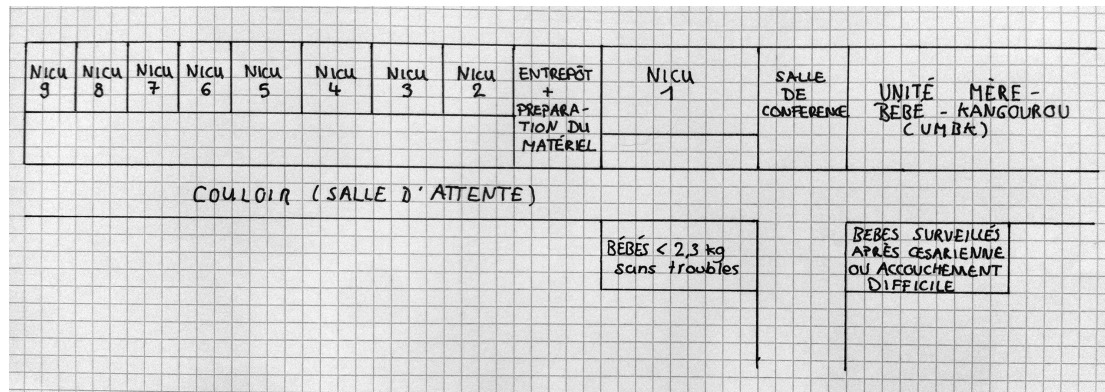 NICU
9
NICU
8
NICU
7
NICU
6
NICU
5
NICU
4
NICU
3
NICU
2
ENTREPÔT
+
PREPARA-
TION DU
MATÉRIEL
NICU
1
SALLE
DE
CONFERENCE
UNITÉ MÈRE-
BÉBÉ - KANGOUROU
(UMBK)
COULOIR (SALLE D'ATTENTE)
BÉBÉS < 2,3 kg
sans troubles
BEBES SURVEILLÉS
APRÈS CESARIENNE
OU ACCOUCHEMENT
DIFFICILE